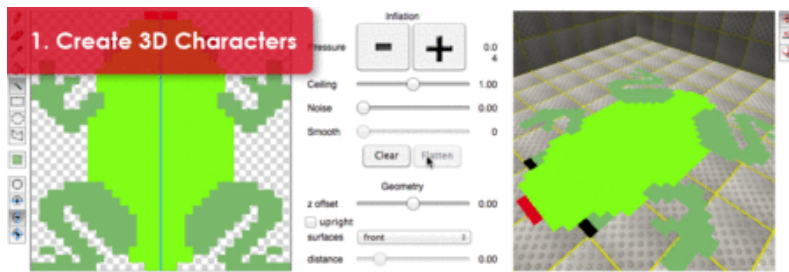 1. Create 3D Characters
Inflation
Pressure
0.0
4
Ceiling
1.00
Noise
0.00
Smooth
0
Clear
Flatten
Geometry
z offset
0.00
upright
surfaces
front
distance
0.00